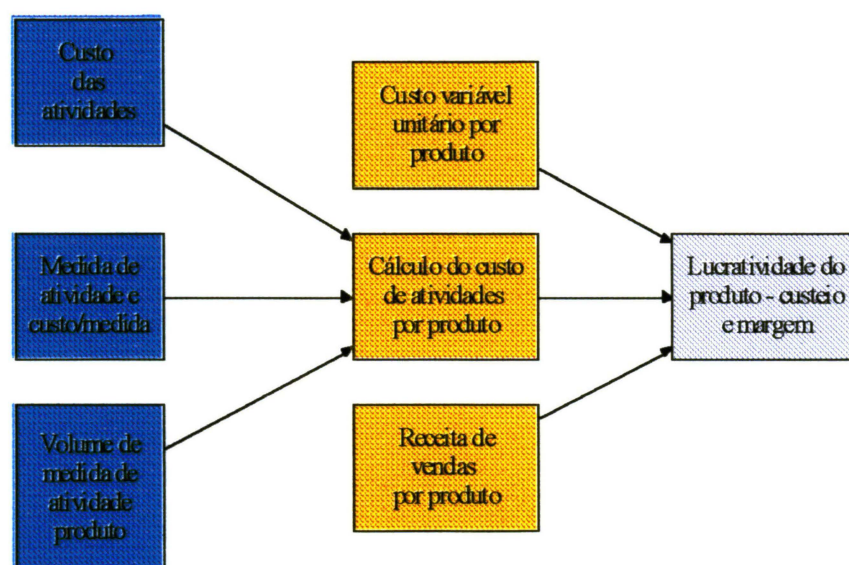 Custo
das
atividades
Medida de
atividade e
custo/medida
Volume de
medida de
atividade
produto
Custo variável
unitário por
produto
Cálculo do custo
de atividades
por produto
Receita de
vendas
por produto
Lucratividade do
produto - custeio
e margem